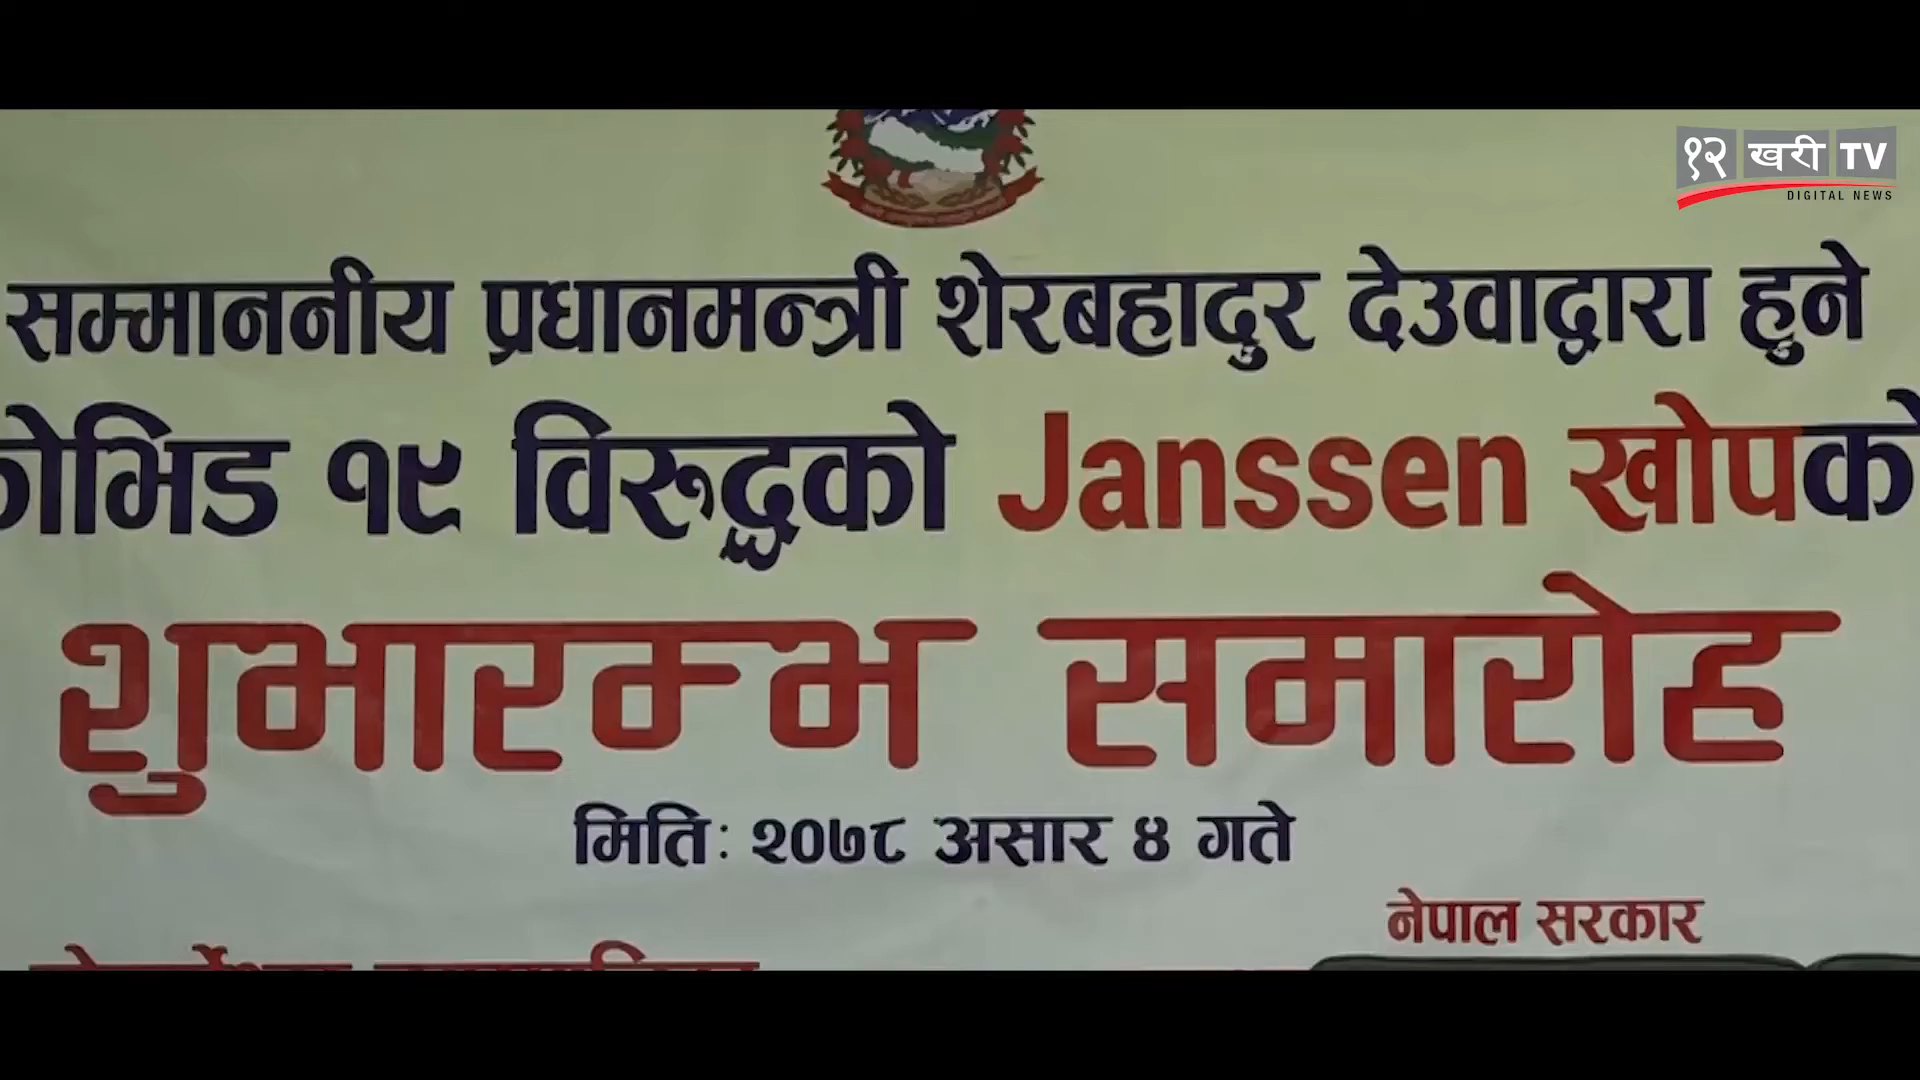 १२ खरी TV
DIGITAL NEWS
सम्माननीय प्रधानमन्त्री शेरबहादुर देउवाद्वारा हुने
कोभिड १९ विरुद्धको Janssen खोपको
शुभारम्भ समारोह
मिति: २०७८ असार ४ गते
नेपाल सरकार